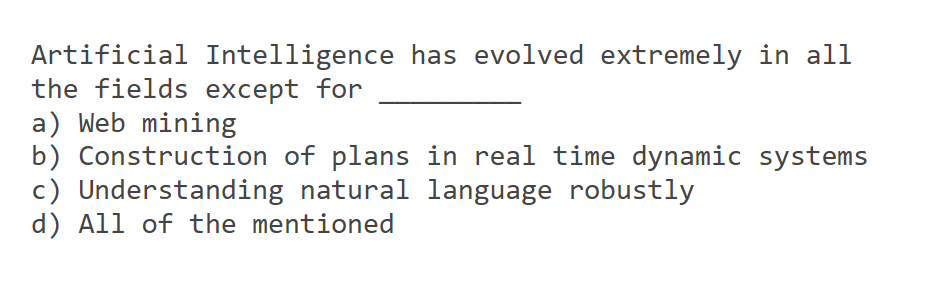 Artificial Intelligence has evolved extremely in all
the fields except for _________
a) Web mining
b) Construction of plans in real time dynamic systems
c) Understanding natural language robustly
d) All of the mentioned